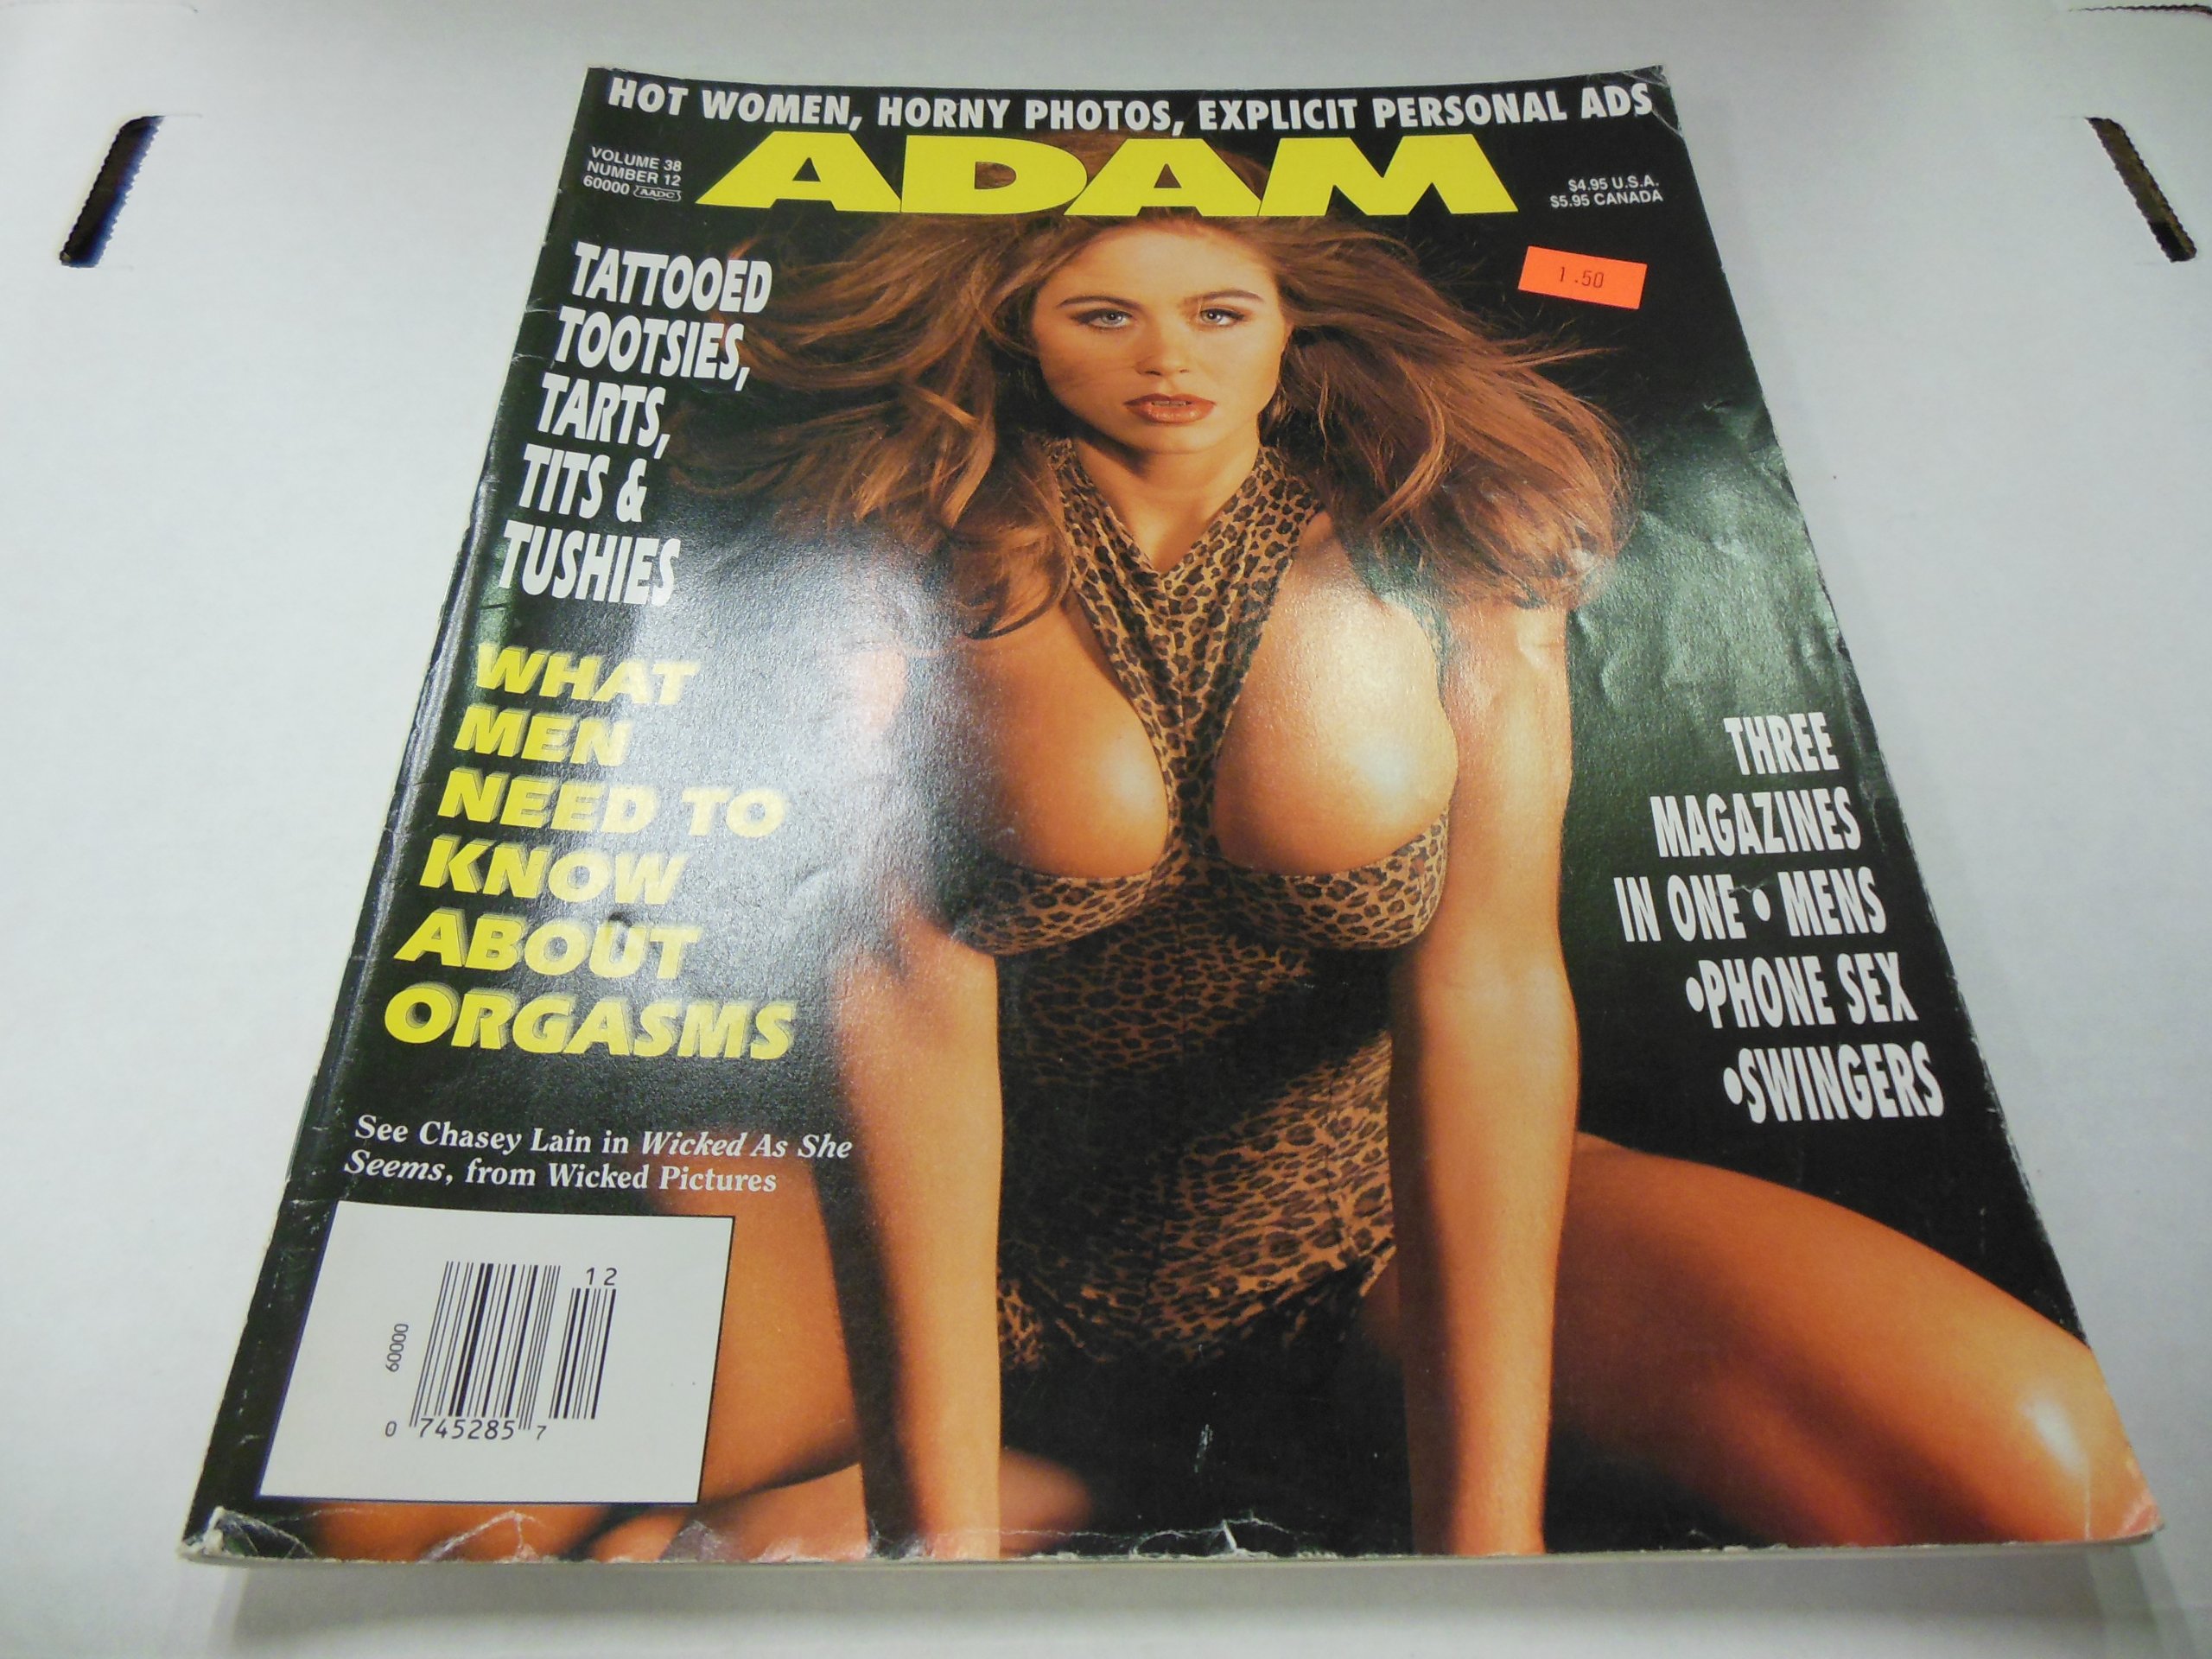 HOT WOMEN, HORNY PHOTOS, EXPLICIT PERSONAL ADS
VOLUME 38
NUMBER 12
60000 AADC
ADAM
$4.95 U.S.A.
$5.95 CANADA
1.50
TATTOOED
TOOTSIES,
TARTS,
TITS &
TUSHIES
WHAT
MEN
NEED TO
KNOW
ABOUT
ORGASMS
THREE
MAGAZINES
IN ONE • MENS
•PHONE SEX
•SWINGERS
See Chasey Lain in Wicked As She
Seems, from Wicked Pictures
12
60000
0 745285 7